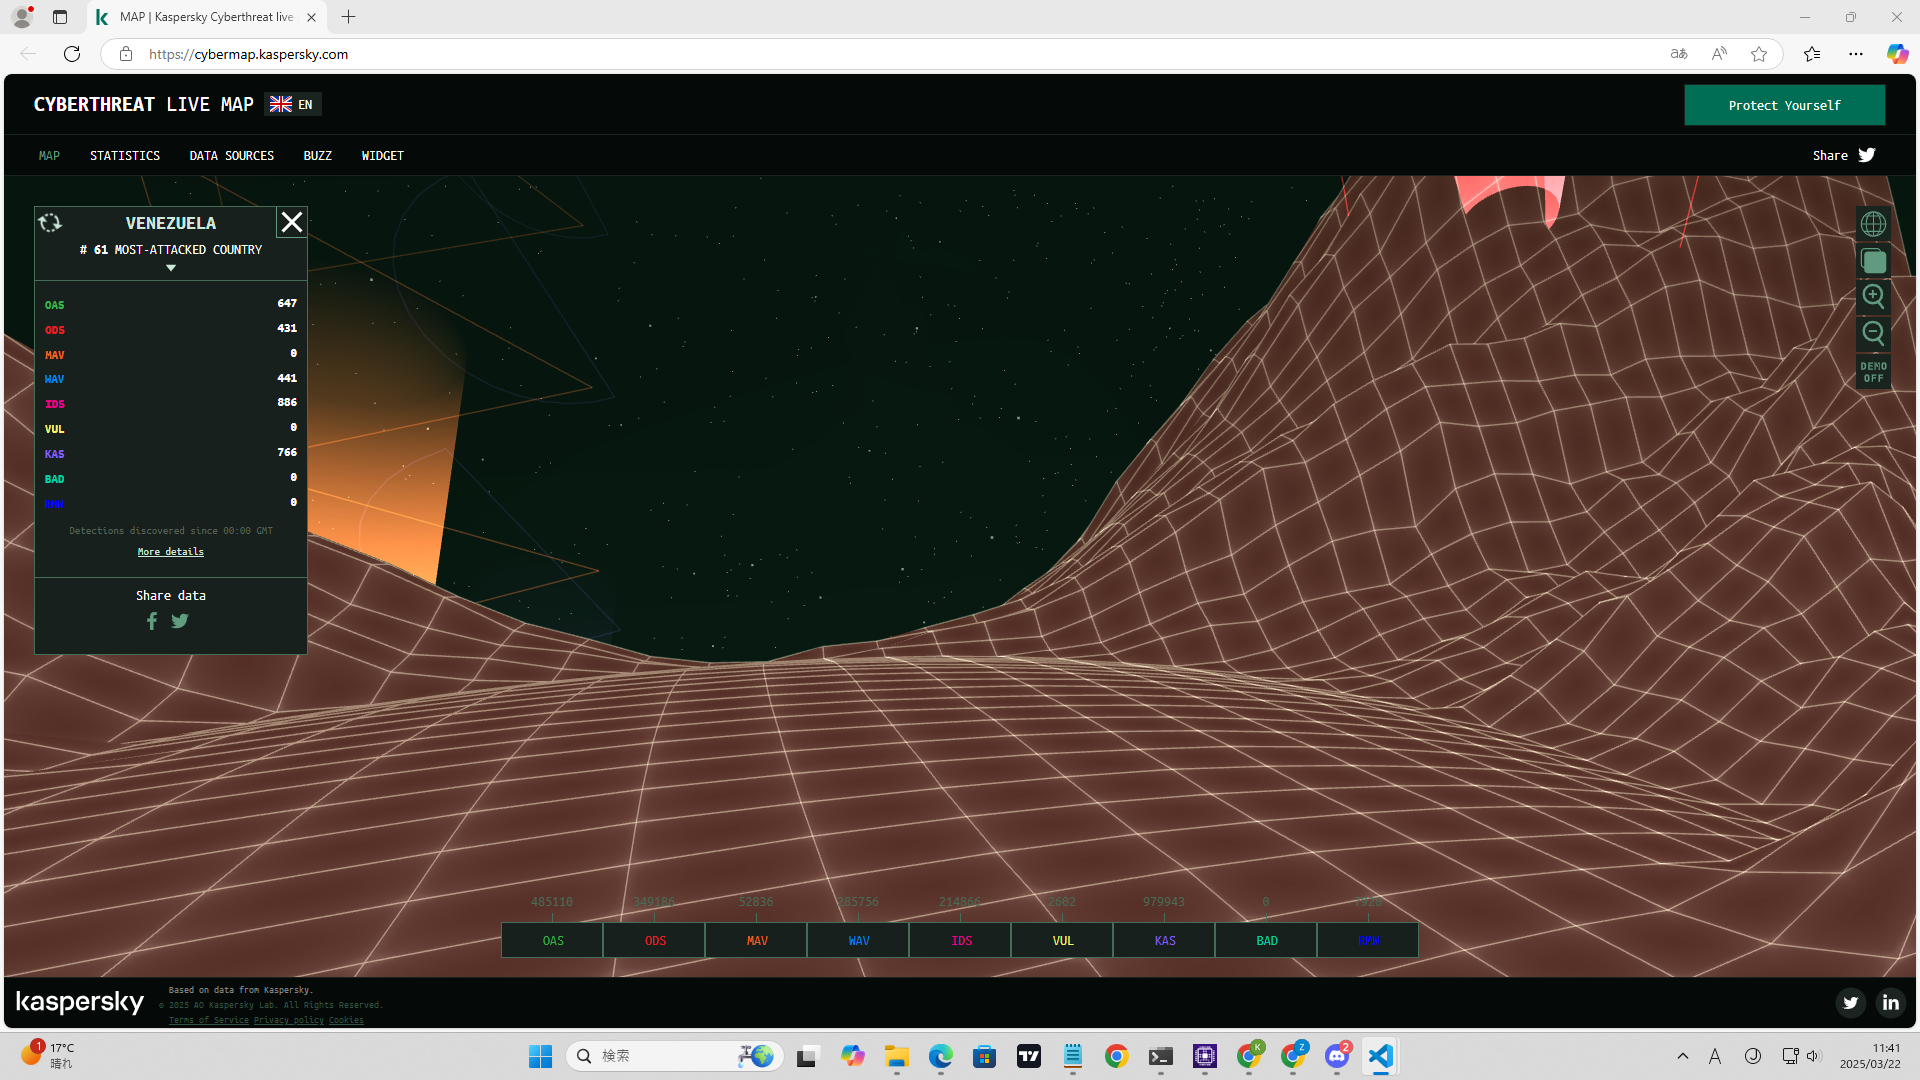 MAP | Kaspersky Cyberthreat live
https://cybermap.kaspersky.com
CYBERTHREAT LIVE MAP EN
Protect Yourself
MAP STATISTICS DATA SOURCES BUZZ WIDGET
Share
VENEZUELA
# 61 MOST-ATTACKED COUNTRY
OAS 647
ODS 431
MAV 0
WAV 441
IDS 886
VUL 0
KAS 766
BAD 0
RMW 0
Detections discovered since 00:00 GMT
More details
Share data
DEMO
OFF
485110 349186 52836 285756 214866 2602 979943 0 7920
OAS ODS MAV WAV IDS VUL KAS BAD RMW
kaspersky
Based on data from Kaspersky.
© 2025 AO Kaspersky Lab. All Rights Reserved.
Terms of Service Privacy policy Cookies
1
17°C
晴れ
検索
K
Z
2
A
11:41
2025/03/22